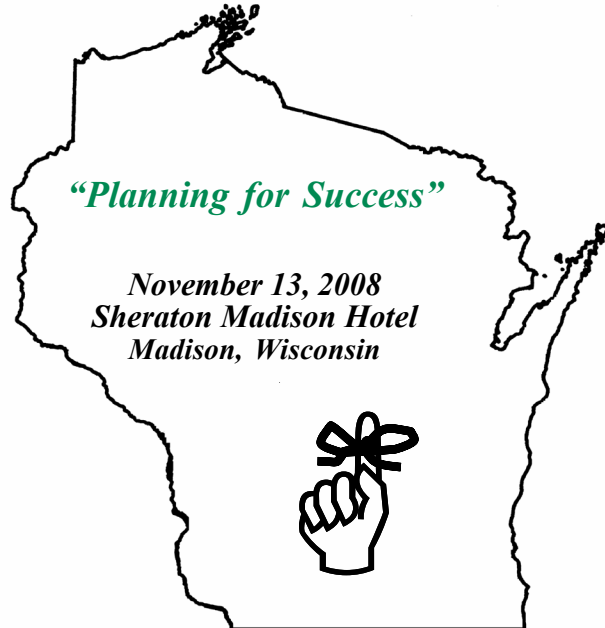 “Planning for Success”
November 13, 2008
Sheraton Madison Hotel
Madison, Wisconsin